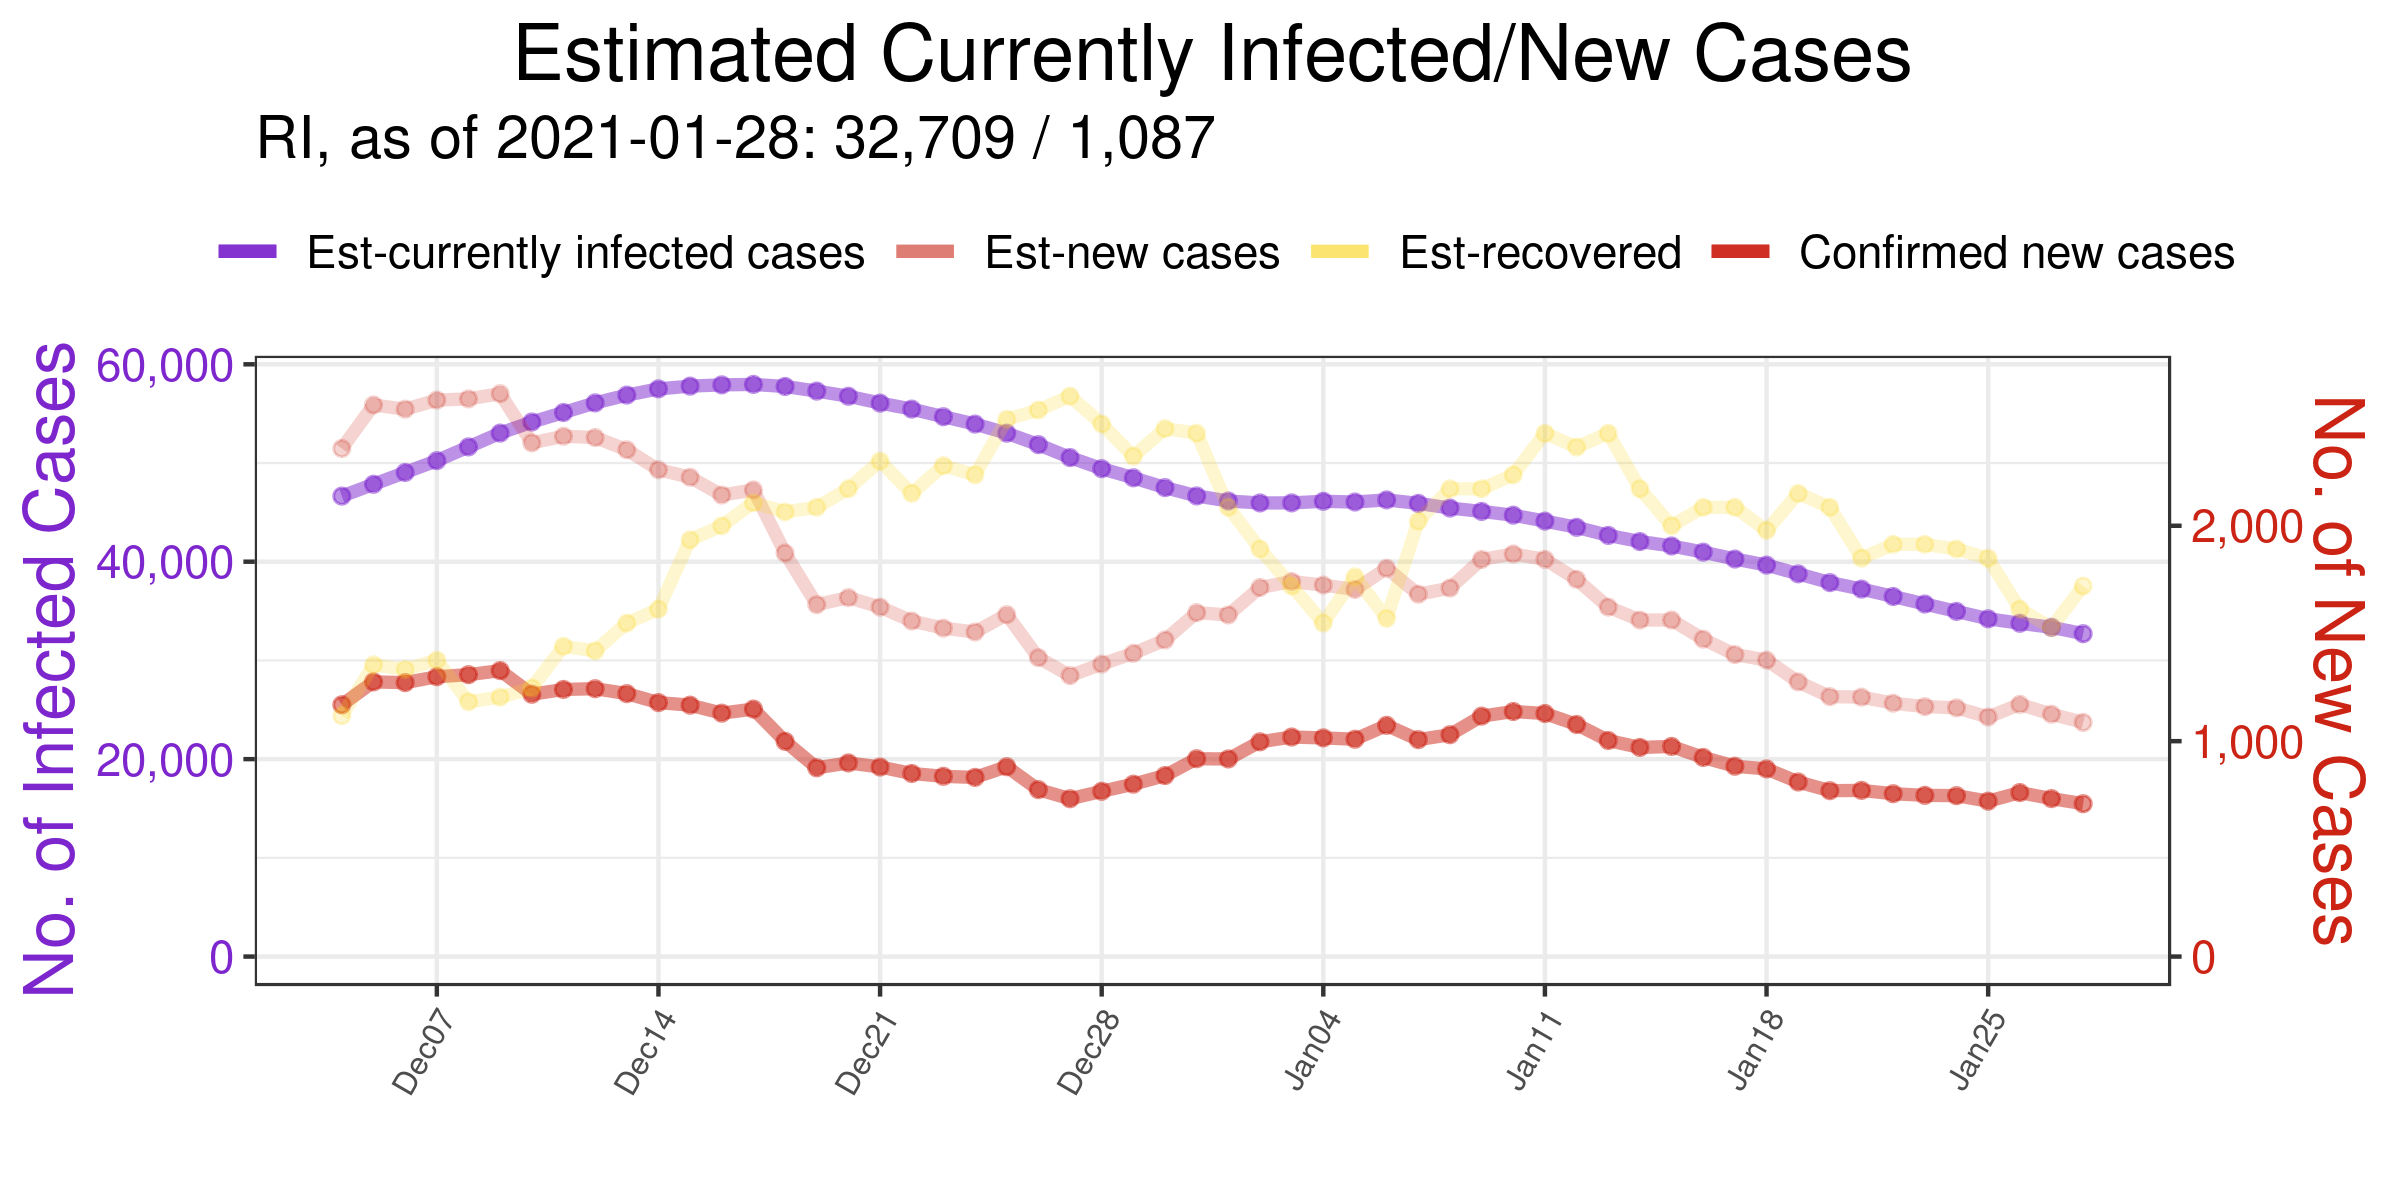 Estimated Currently Infected/New Cases
RI, as of 2021-01-28: 32,709 / 1,087
Est-currently infected cases Est-new cases Est-recovered Confirmed new cases
No. of Infected Cases
60,000
40,000
20,000
0
2,000
1,000
0
No. of New Cases
Dec07 Dec14 Dec21 Dec28 Jan04 Jan11 Jan18 Jan25